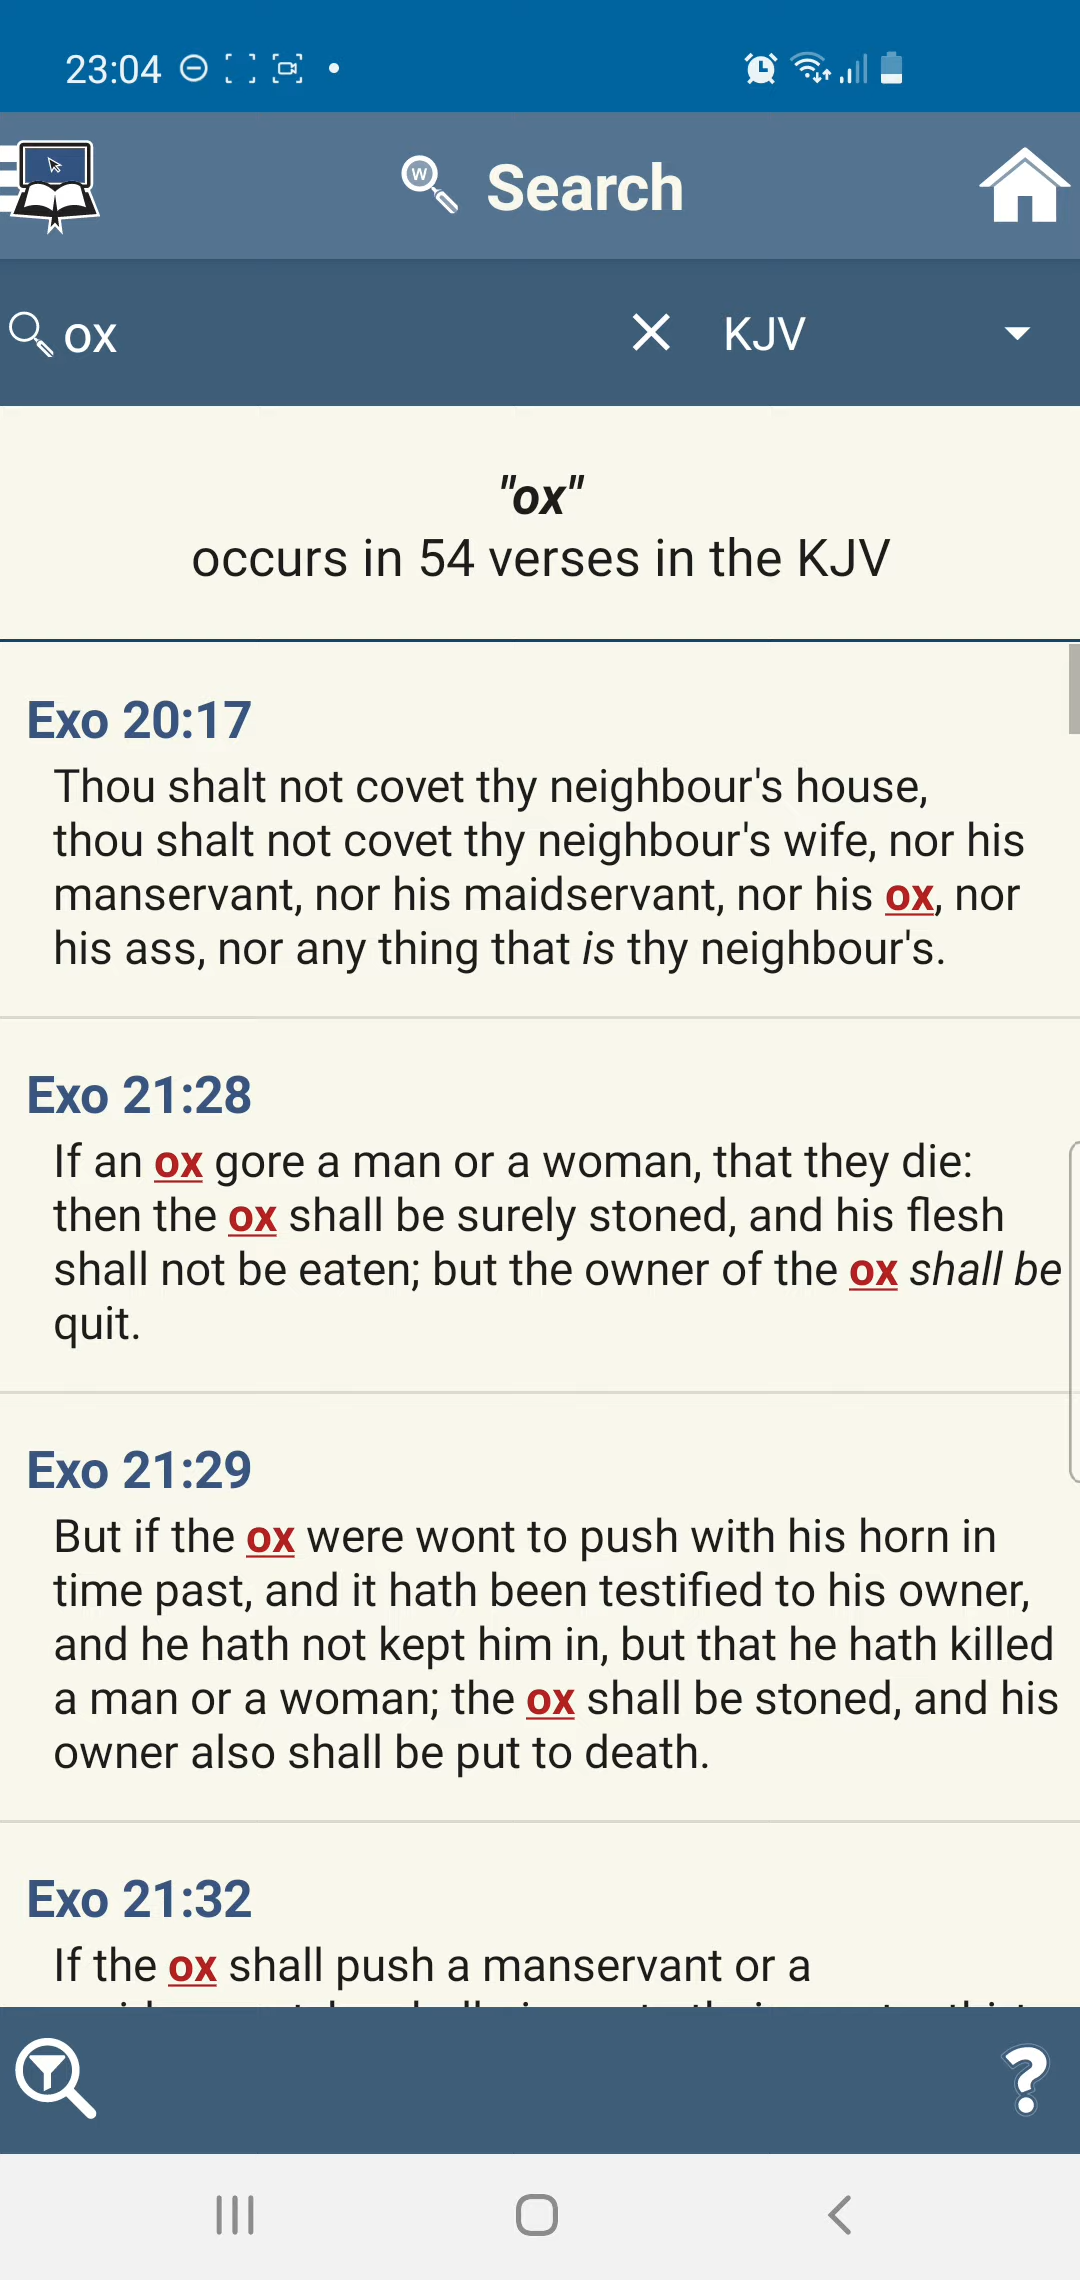 23:04
W
Search
ox
KJV
"ox"
occurs in 54 verses in the KJV
Exo 20:17
Thou shalt not covet thy neighbour's house,
thou shalt not covet thy neighbour's wife, nor his
manservant, nor his maidservant, nor his ox, nor
his ass, nor any thing that is thy neighbour's.
Exo 21:28
If an ox gore a man or a woman, that they die:
then the ox shall be surely stoned, and his flesh
shall not be eaten; but the owner of the ox shall be
quit.
Exo 21:29
But if the ox were wont to push with his horn in
time past, and it hath been testified to his owner,
and he hath not kept him in, but that he hath killed
a man or a woman; the ox shall be stoned, and his
owner also shall be put to death.
Exo 21:32
If the ox shall push a manservant or a